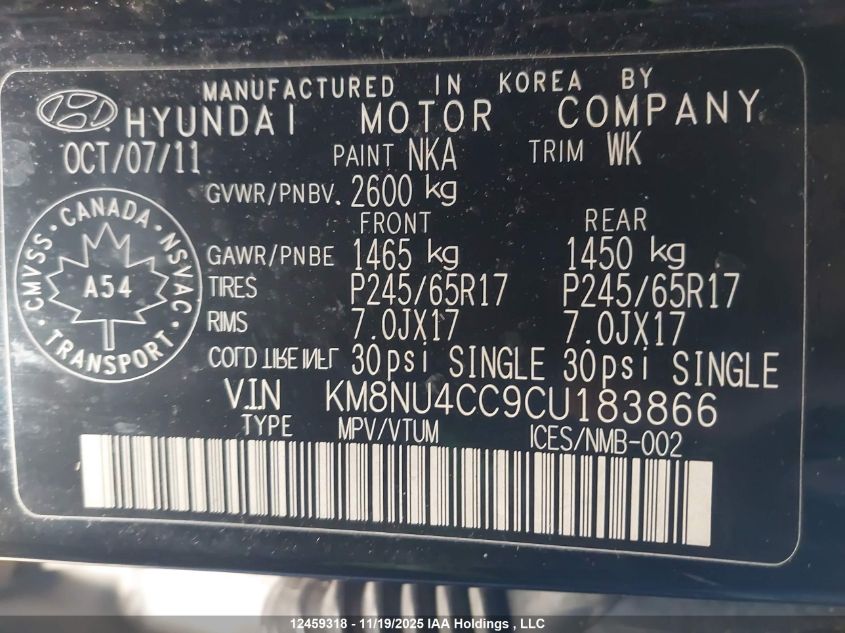 MANUFACTURED IN KOREA BY
HYUNDAI MOTOR COMPANY
OCT/07/11 PAINT NKA TRIM WK
GVWR/PNBV. 2600 kg
FRONT REAR
GAWR/PNBE 1465 kg 1450 kg
TIRES P245/65R17 P245/65R17
RIMS 7.0JX17 7.0JX17
COLD TIRE INFL 30psi SINGLE 30psi SINGLE
VIN KM8NU4CC9CU183866
TYPE MPV/VTUM ICES/NMB-002
CMVSS · CANADA · NSVAC · TRANSPORT ·
A54
12459318 - 11/19/2025 IAA Holdings , LLC